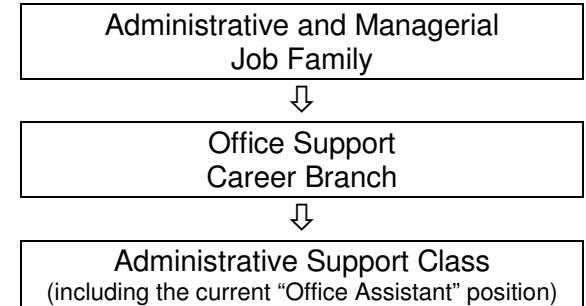 Administrative and Managerial
Job Family
⇩
Office Support
Career Branch
⇩
Administrative Support Class
(including the current “Office Assistant” position)